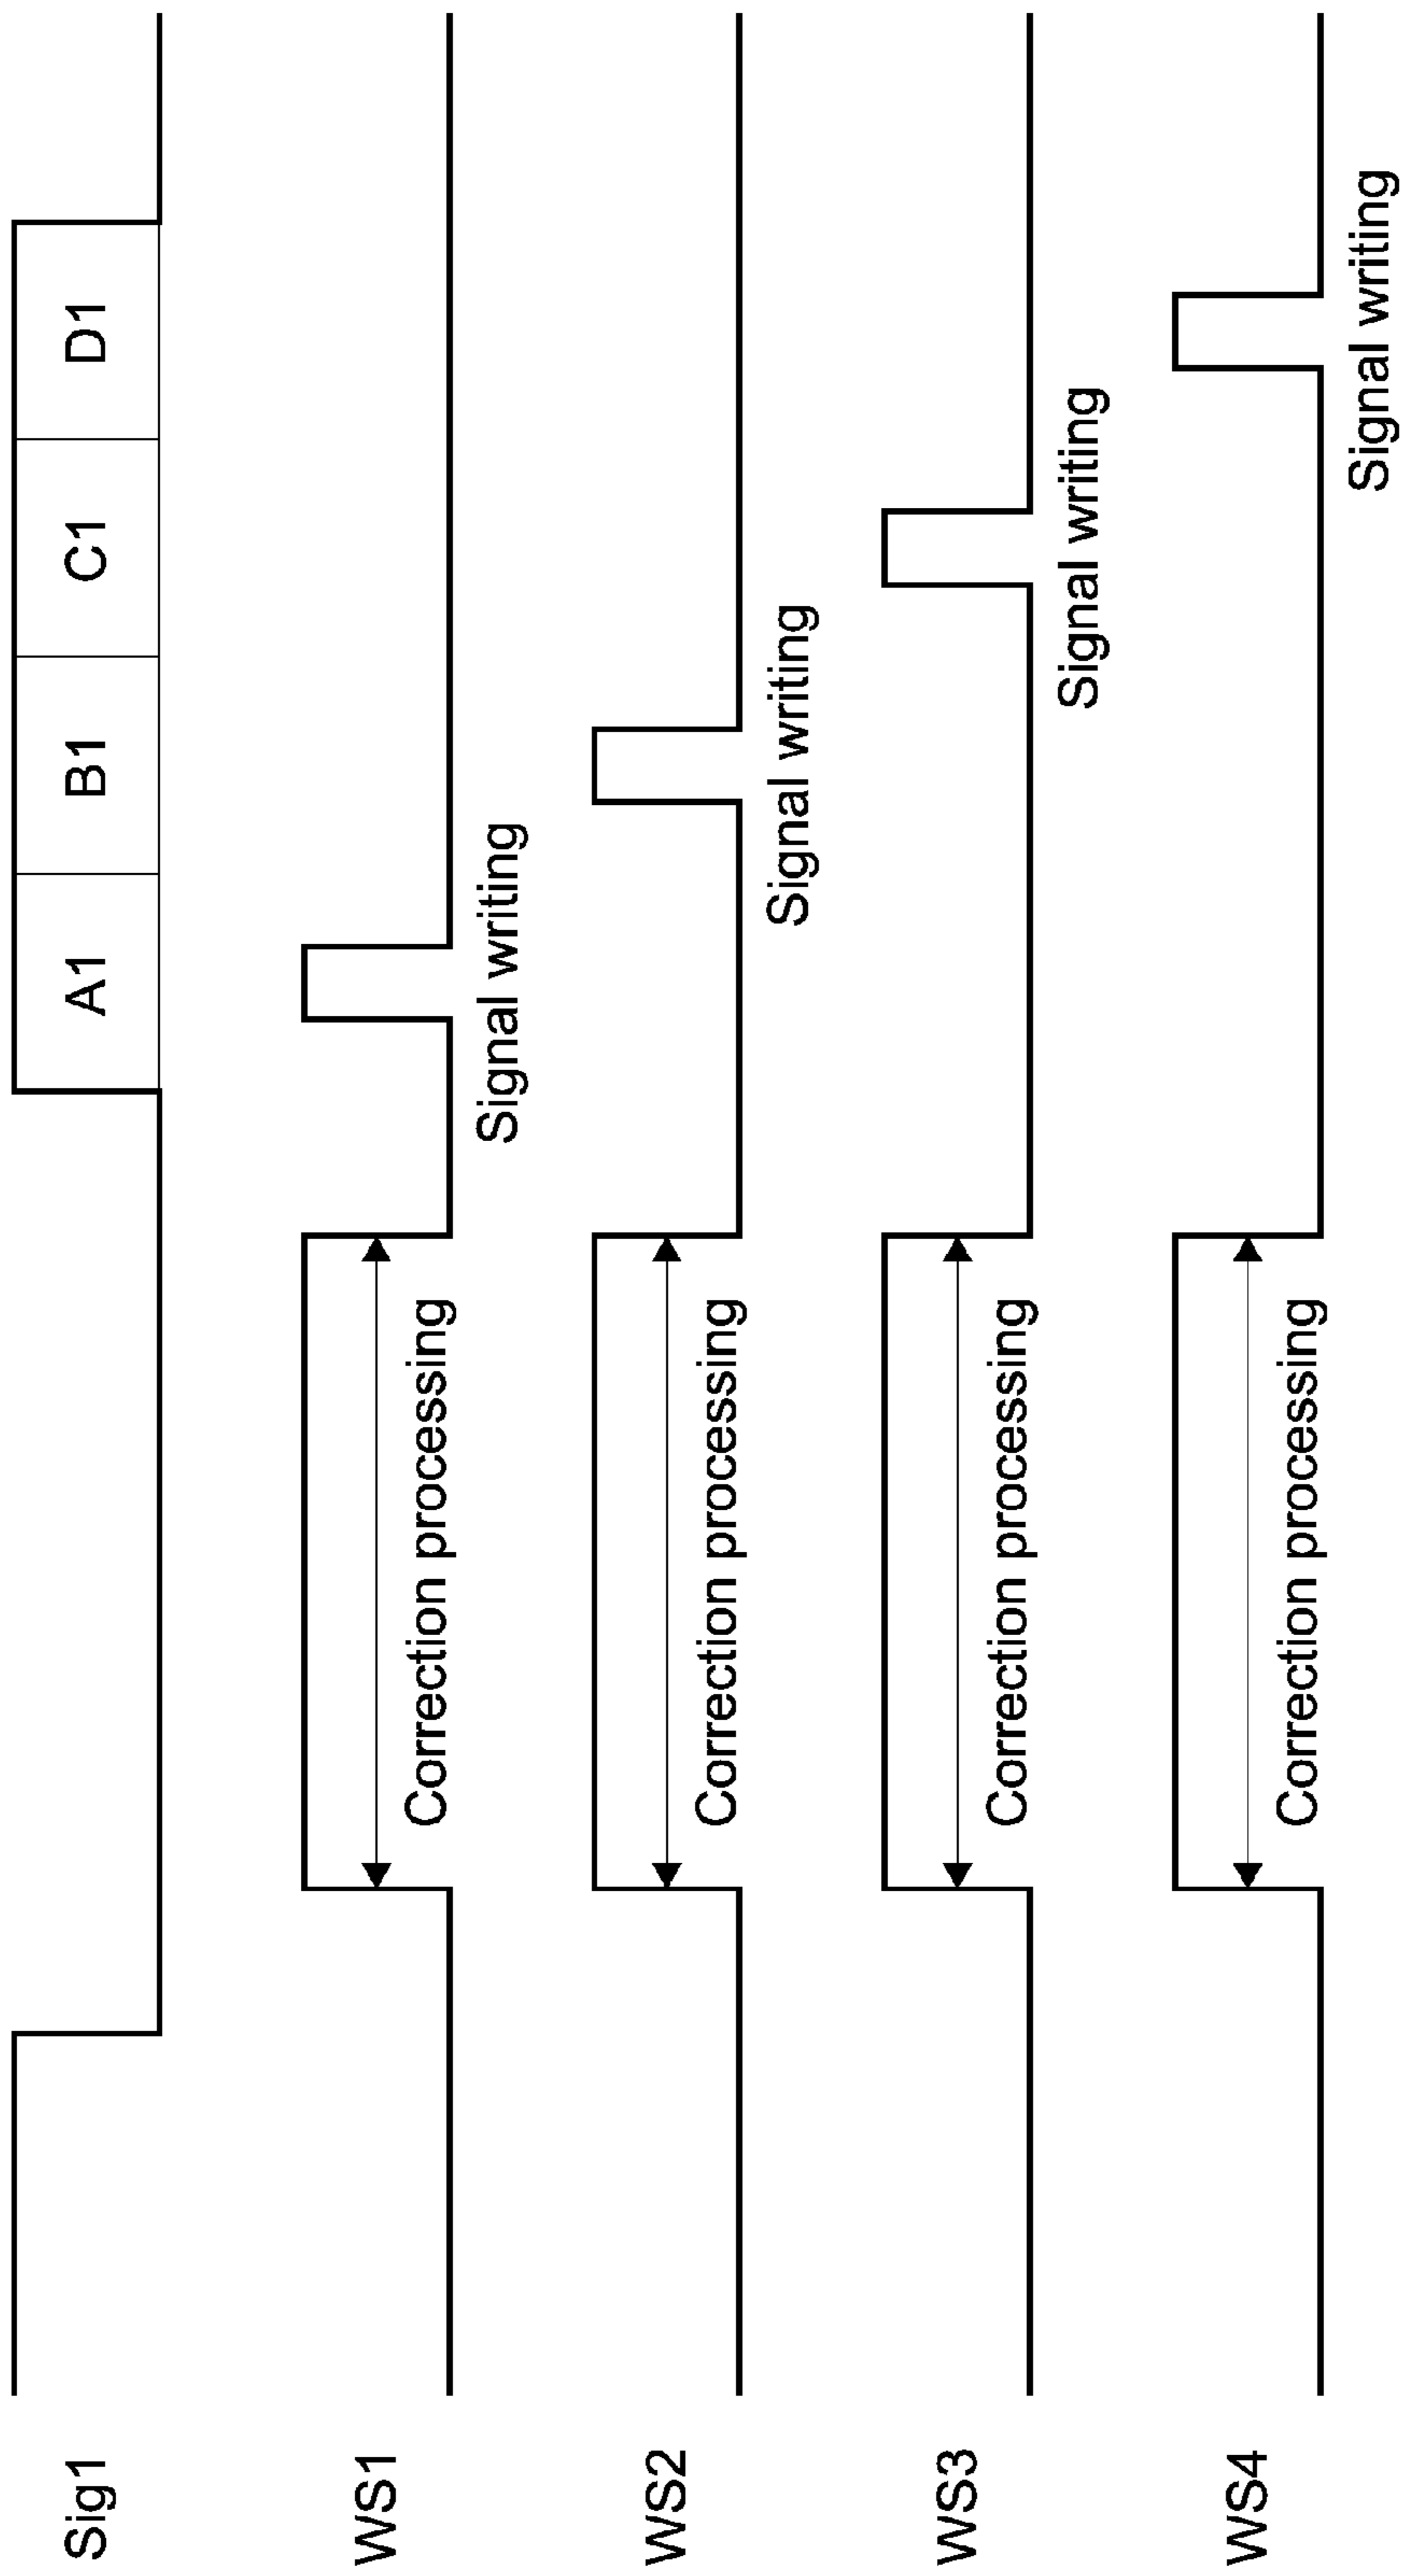 Sig1
A1
B1
C1
D1
WS1
Correction processing
Signal writing
WS2
Correction processing
Signal writing
WS3
Correction processing
Signal writing
WS4
Correction processing
Signal writing